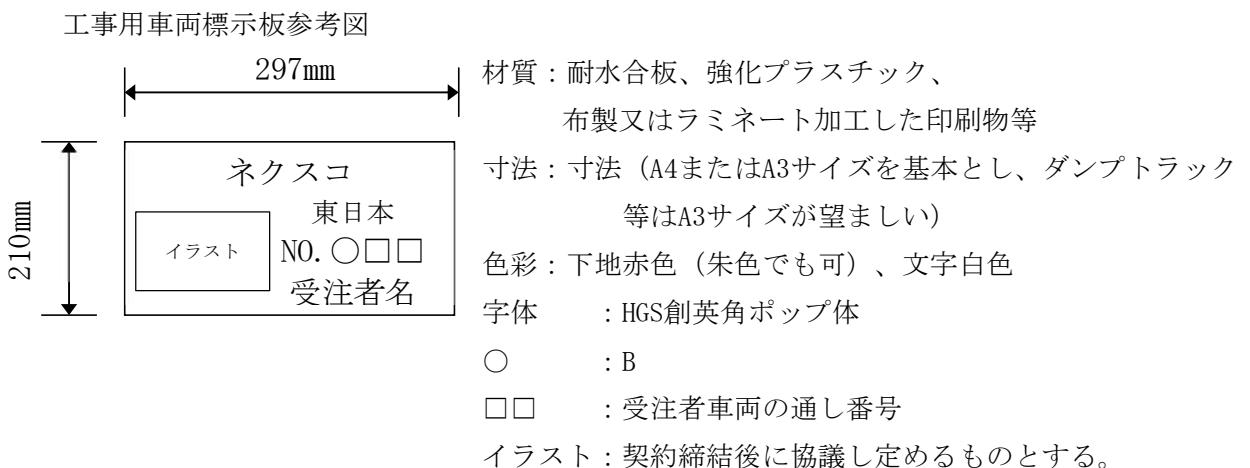 工事用車両標示板参考図
297mm
210mm
ネクスコ
東日本
イラスト
NO.○□□
受注者名
材質：耐水合板、強化プラスチック、
布製又はラミネート加工した印刷物等
寸法：寸法（A4またはA3サイズを基本とし、ダンプトラック
等はA3サイズが望ましい）
色彩：下地赤色（朱色でも可）、文字白色
字体　　：HGS創英角ポップ体
○　　　：B
□□　　：受注者車両の通し番号
イラスト：契約締結後に協議し定めるものとする。